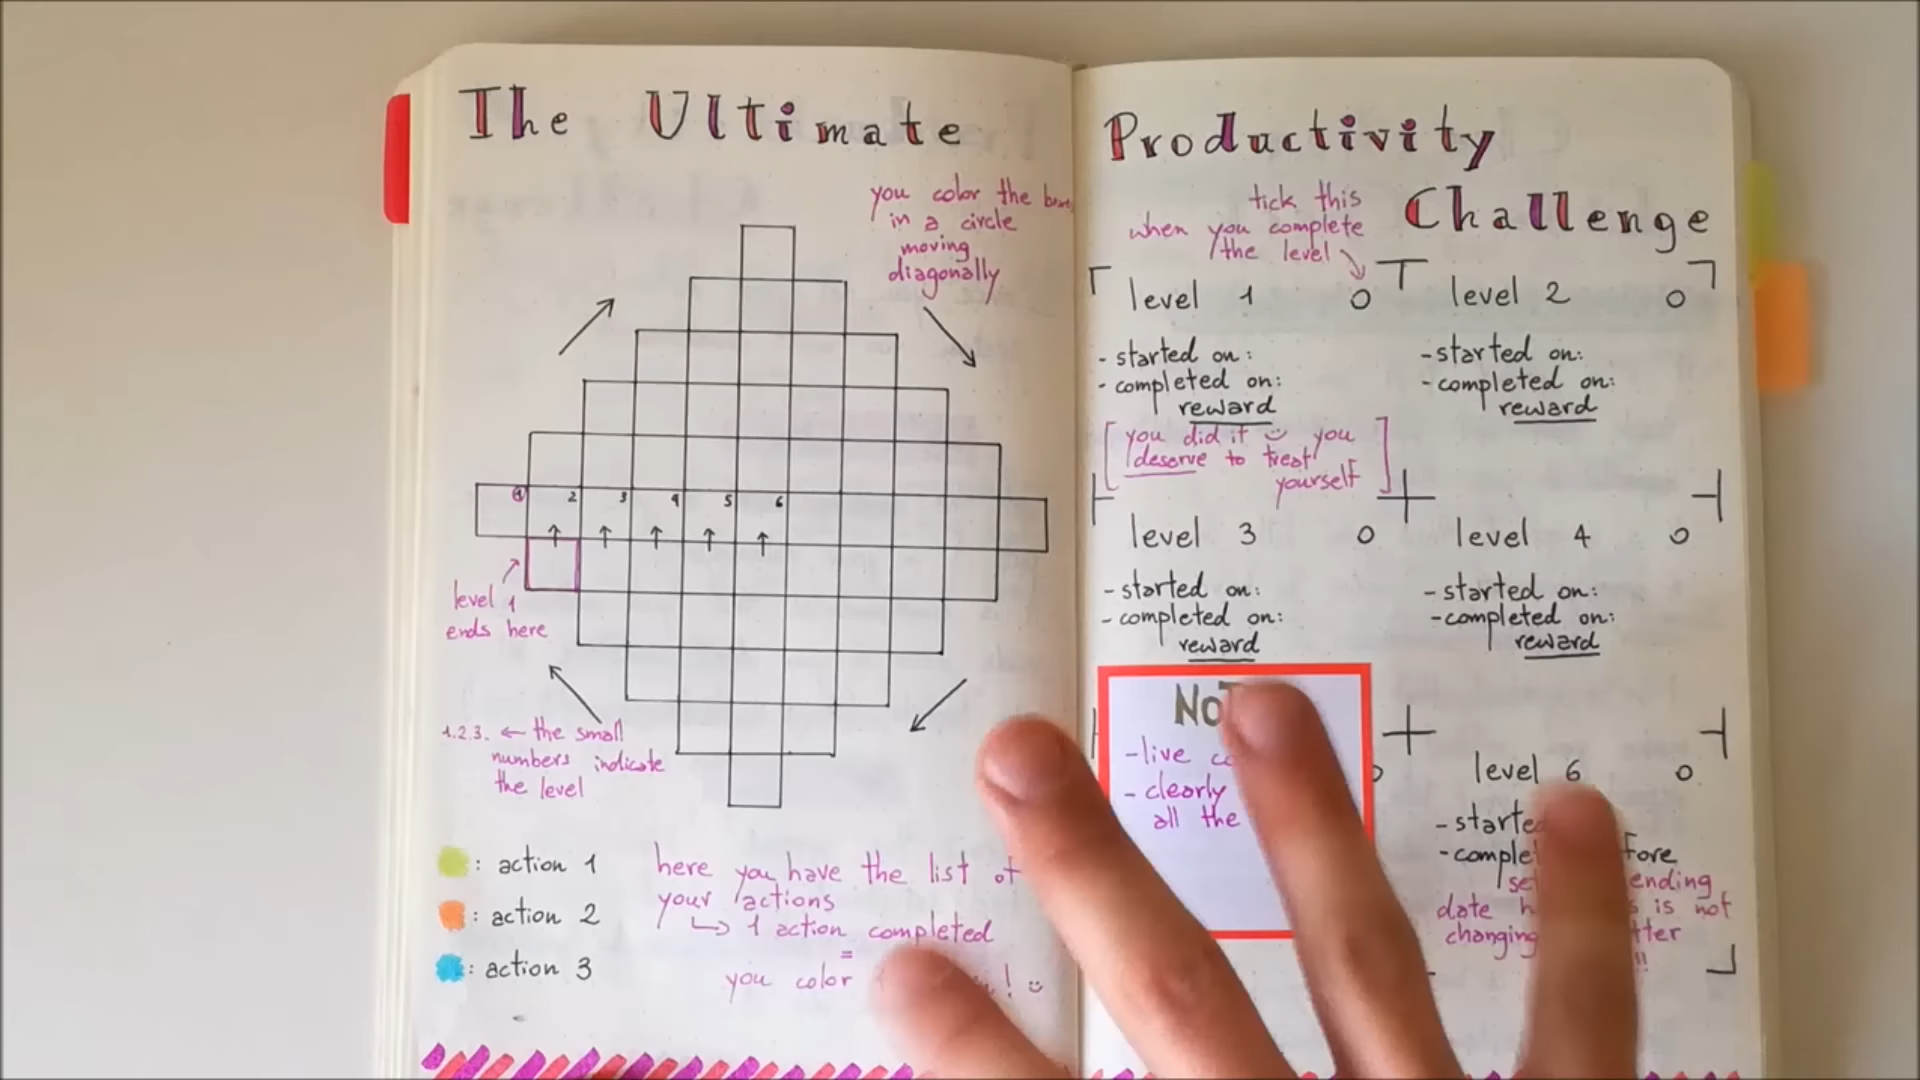 The Ultimate
you color the
in a circle
moving
diagonally
1 2 3 4 5 6
level 1
ends here
1.2.3. ← the small
numbers indicate
the level
: action 1
: action 2
: action 3
here you have the list of
your actions
↳ 1 action completed
=
you color
Productivity
Challenge
tick this
when you complete
the level
level 1
- started on:
- completed on:
reward
[you did it you
deserve to treat
yourself]
level 2
- started on:
- completed on:
reward
level 3
- started on:
- completed on:
reward
level 4
- started on:
- completed on:
reward
- live
- clearly
all the
level 6
ending
date is not
changing